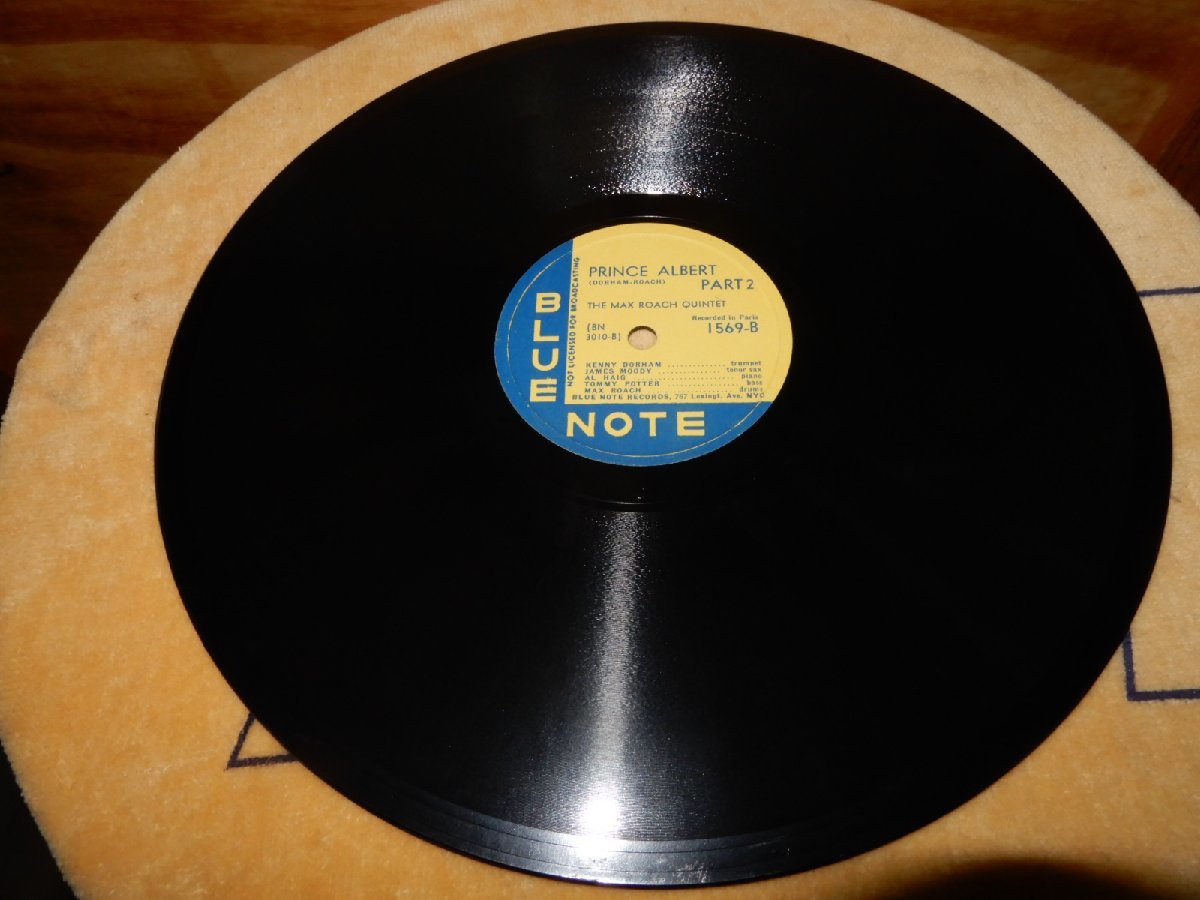 PRINCE ALBERT
(DORHAM-ROACH) PART 2
THE MAX ROACH QUINTET
Recorded in Paris
(BN 1569-B
3010-B)
KENNY DORHAM .................... trumpet
JAMES MOODY .................... tenor sax
AL HAIG .................... piano
TOMMY POTTER .................... bass
MAX ROACH .................... drums
BLUE NOTE RECORDS, 767 Lexingt. Ave. NYC
NOT LICENSED FOR BROADCASTING
BLUE
NOTE